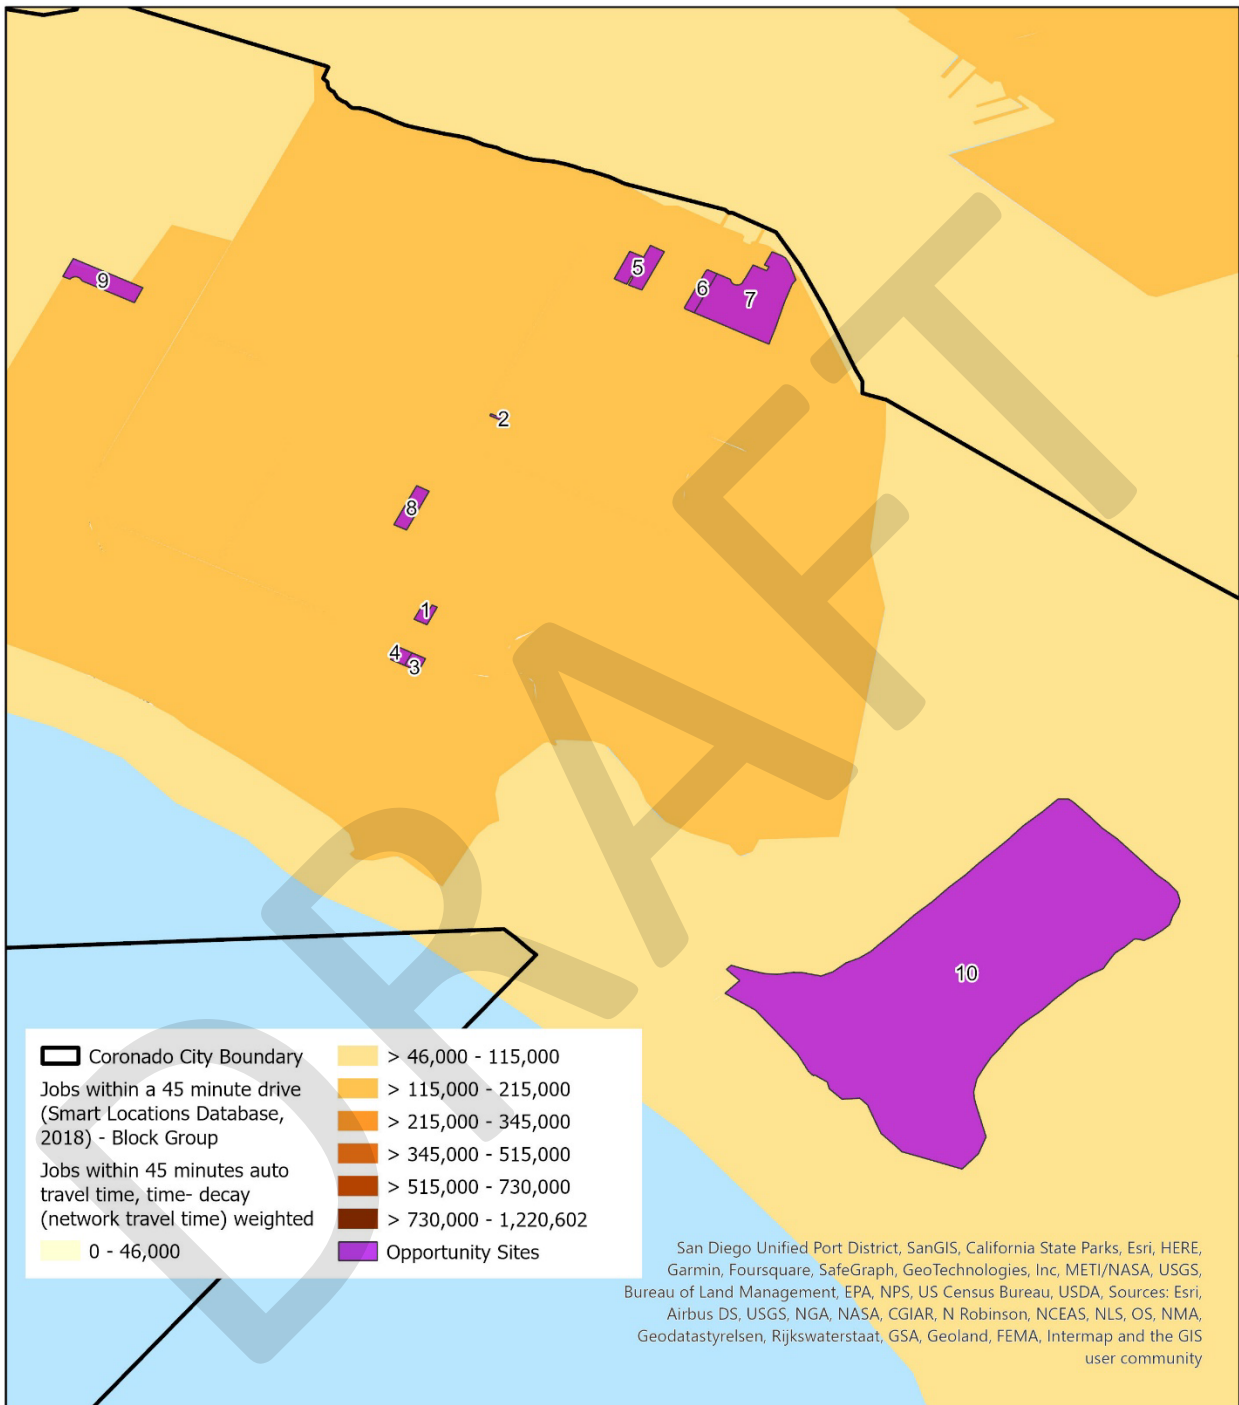 9
5
6
7
2
8
1
4
3
10
DRAFT
Coronado City Boundary
Jobs within a 45 minute drive
(Smart Locations Database,
2018) - Block Group
Jobs within 45 minutes auto
travel time, time- decay
(network travel time) weighted
0 - 46,000
> 46,000 - 115,000
> 115,000 - 215,000
> 215,000 - 345,000
> 345,000 - 515,000
> 515,000 - 730,000
> 730,000 - 1,220,602
Opportunity Sites
San Diego Unified Port District, SanGIS, California State Parks, Esri, HERE,
Garmin, Foursquare, SafeGraph, GeoTechnologies, Inc, METI/NASA, USGS,
Bureau of Land Management, EPA, NPS, US Census Bureau, USDA, Sources: Esri,
Airbus DS, USGS, NGA, NASA, CGIAR, N Robinson, NCEAS, NLS, OS, NMA,
Geodatastyrelsen, Rijkswaterstaat, GSA, Geoland, FEMA, Intermap and the GIS
user community